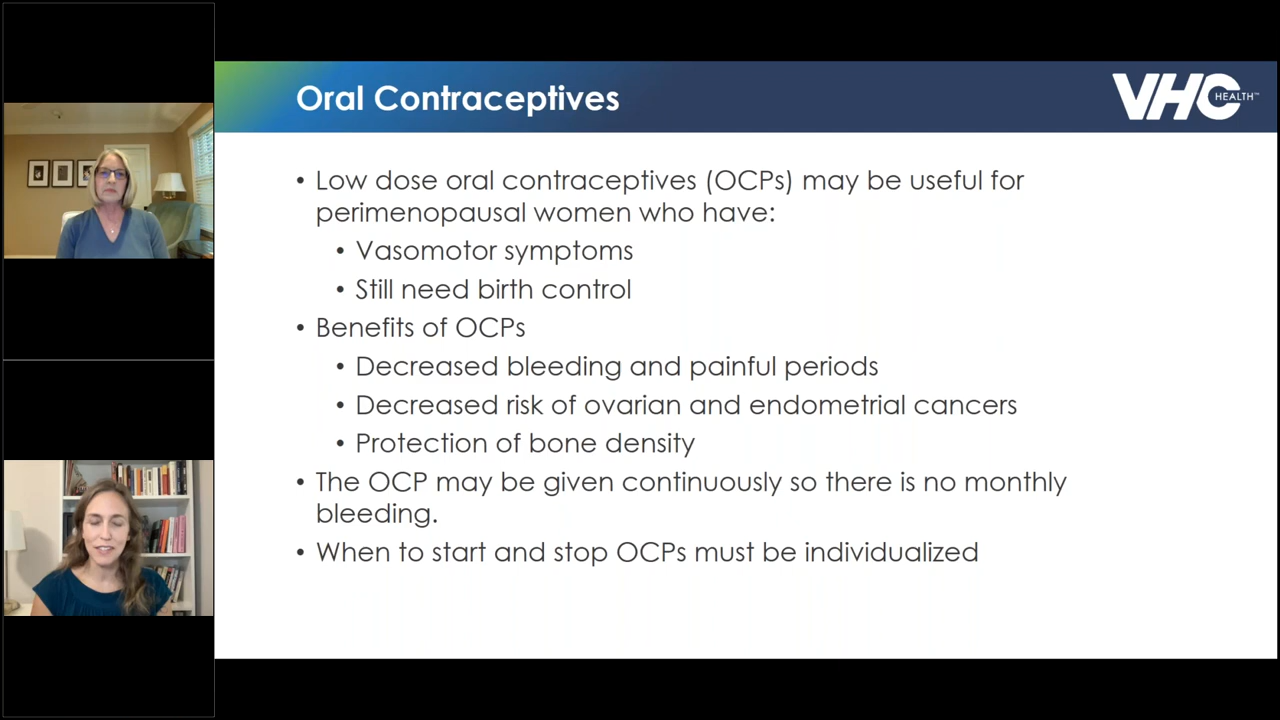 Oral Contraceptives
VHC
HEALTH™
• Low dose oral contraceptives (OCPs) may be useful for
perimenopausal women who have:
• Vasomotor symptoms
• Still need birth control
• Benefits of OCPs
• Decreased bleeding and painful periods
• Decreased risk of ovarian and endometrial cancers
• Protection of bone density
• The OCP may be given continuously so there is no monthly
bleeding.
• When to start and stop OCPs must be individualized